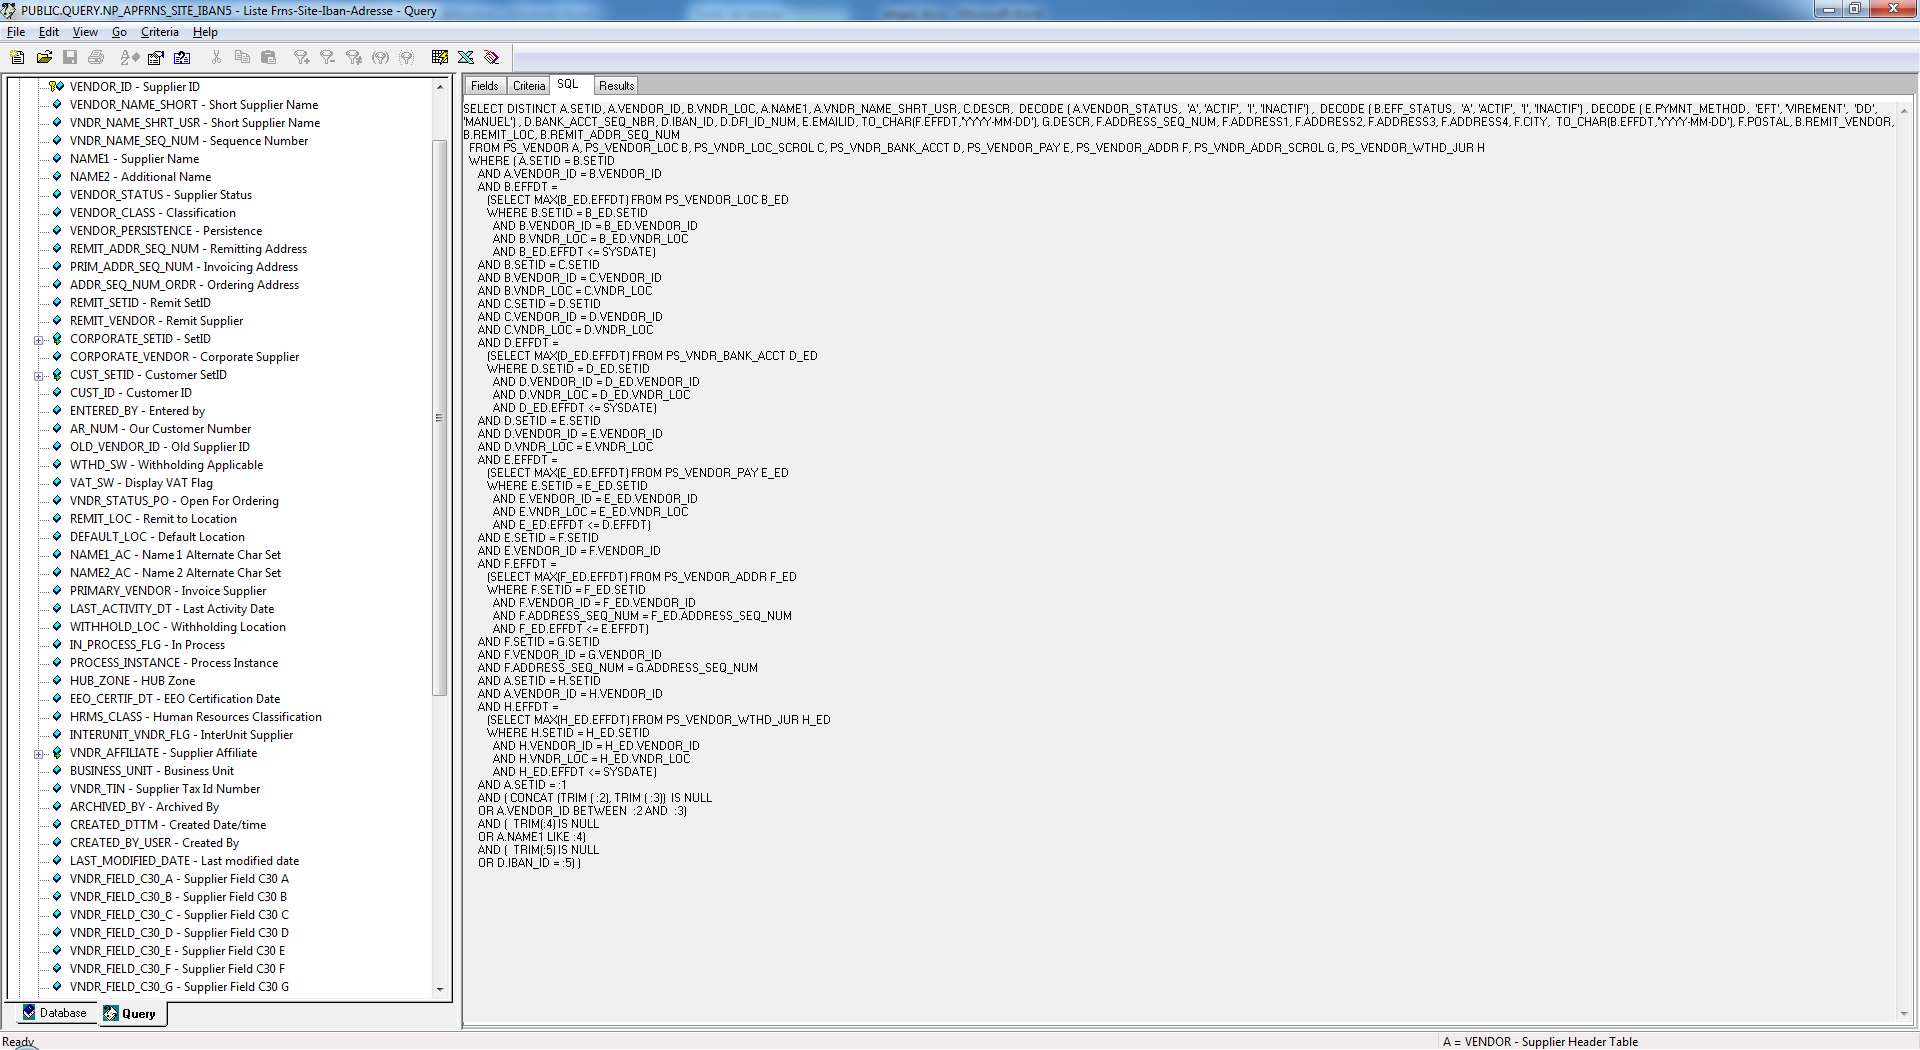 PUBLIC.QUERY.NP_APFRNS_SITE_IBAN5 - Liste Frns-Site-Iban-Adresse - Query
File Edit View Go Criteria Help
VENDOR_ID - Supplier ID
VENDOR_NAME_SHORT - Short Supplier Name
VNDR_NAME_SHRT_USR - Short Supplier Name
VNDR_NAME_SEQ_NUM - Sequence Number
NAME1 - Supplier Name
NAME2 - Additional Name
VENDOR_STATUS - Supplier Status
VENDOR_CLASS - Classification
VENDOR_PERSISTENCE - Persistence
REMIT_ADDR_SEQ_NUM - Remitting Address
PRIM_ADDR_SEQ_NUM - Invoicing Address
ADDR_SEQ_NUM_ORDR - Ordering Address
REMIT_SETID - Remit SetID
REMIT_VENDOR - Remit Supplier
CORPORATE_SETID - SetID
CORPORATE_VENDOR - Corporate Supplier
CUST_SETID - Customer SetID
CUST_ID - Customer ID
ENTERED_BY - Entered by
AR_NUM - Our Customer Number
OLD_VENDOR_ID - Old Supplier ID
WTHD_SW - Withholding Applicable
VAT_SW - Display VAT Flag
VNDR_STATUS_PO - Open For Ordering
REMIT_LOC - Remit to Location
DEFAULT_LOC - Default Location
NAME1_AC - Name 1 Alternate Char Set
NAME2_AC - Name 2 Alternate Char Set
PRIMARY_VENDOR - Invoice Supplier
LAST_ACTIVITY_DT - Last Activity Date
WITHHOLD_LOC - Withholding Location
IN_PROCESS_FLG - In Process
PROCESS_INSTANCE - Process Instance
HUB_ZONE - HUB Zone
EEO_CERTIF_DT - EEO Certification Date
HRMS_CLASS - Human Resources Classification
INTERUNIT_VNDR_FLG - InterUnit Supplier
VNDR_AFFILIATE - Supplier Affiliate
BUSINESS_UNIT - Business Unit
VNDR_TIN - Supplier Tax Id Number
ARCHIVED_BY - Archived By
CREATED_DTTM - Created Date/time
CREATED_BY_USER - Created By
LAST_MODIFIED_DATE - Last modified date
VNDR_FIELD_C30_A - Supplier Field C30 A
VNDR_FIELD_C30_B - Supplier Field C30 B
VNDR_FIELD_C30_C - Supplier Field C30 C
VNDR_FIELD_C30_D - Supplier Field C30 D
VNDR_FIELD_C30_E - Supplier Field C30 E
VNDR_FIELD_C30_F - Supplier Field C30 F
VNDR_FIELD_C30_G - Supplier Field C30 G
Database Query
Fields Criteria SQL Results
SELECT DISTINCT A.SETID, A.VENDOR_ID, B.VNDR_LOC, A.NAME1, A.VNDR_NAME_SHRT_USR, C.DESCR, DECODE ( A.VENDOR_STATUS, 'A', 'ACTIF', 'I', 'INACTIF') , DECODE ( B.EFF_STATUS, 'A', 'ACTIF', 'I', 'INACTIF') , DECODE ( E.PYMNT_METHOD, 'EFT', 'VIREMENT', 'DD',
'MANUEL') , D.BANK_ACCT_SEQ_NBR, D.IBAN_ID, D.DFI_ID_NUM, E.EMAILID, TO_CHAR(F.EFFDT,'YYYY-MM-DD'), G.DESCR, F.ADDRESS_SEQ_NUM, F.ADDRESS1, F.ADDRESS2, F.ADDRESS3, F.ADDRESS4, F.CITY, TO_CHAR(B.EFFDT,'YYYY-MM-DD'), F.POSTAL, B.REMIT_VENDOR,
B.REMIT_LOC, B.REMIT_ADDR_SEQ_NUM
FROM PS_VENDOR A, PS_VENDOR_LOC B, PS_VNDR_LOC_SCROL C, PS_VNDR_BANK_ACCT D, PS_VENDOR_PAY E, PS_VENDOR_ADDR F, PS_VNDR_ADDR_SCROL G, PS_VENDOR_WTHD_JUR H
WHERE ( A.SETID = B.SETID
AND A.VENDOR_ID = B.VENDOR_ID
AND B.EFFDT =
(SELECT MAX(B_ED.EFFDT) FROM PS_VENDOR_LOC B_ED
WHERE B.SETID = B_ED.SETID
AND B.VENDOR_ID = B_ED.VENDOR_ID
AND B.VNDR_LOC = B_ED.VNDR_LOC
AND B_ED.EFFDT <= SYSDATE)
AND B.SETID = C.SETID
AND B.VENDOR_ID = C.VENDOR_ID
AND B.VNDR_LOC = C.VNDR_LOC
AND C.SETID = D.SETID
AND C.VENDOR_ID = D.VENDOR_ID
AND C.VNDR_LOC = D.VNDR_LOC
AND D.EFFDT =
(SELECT MAX(D_ED.EFFDT) FROM PS_VNDR_BANK_ACCT D_ED
WHERE D.SETID = D_ED.SETID
AND D.VENDOR_ID = D_ED.VENDOR_ID
AND D.VNDR_LOC = D_ED.VNDR_LOC
AND D_ED.EFFDT <= SYSDATE)
AND D.SETID = E.SETID
AND D.VENDOR_ID = E.VENDOR_ID
AND D.VNDR_LOC = E.VNDR_LOC
AND E.EFFDT =
(SELECT MAX(E_ED.EFFDT) FROM PS_VENDOR_PAY E_ED
WHERE E.SETID = E_ED.SETID
AND E.VENDOR_ID = E_ED.VENDOR_ID
AND E.VNDR_LOC = E_ED.VNDR_LOC
AND E_ED.EFFDT <= D.EFFDT)
AND E.SETID = F.SETID
AND E.VENDOR_ID = F.VENDOR_ID
AND F.EFFDT =
(SELECT MAX(F_ED.EFFDT) FROM PS_VENDOR_ADDR F_ED
WHERE F.SETID = F_ED.SETID
AND F.VENDOR_ID = F_ED.VENDOR_ID
AND F.ADDRESS_SEQ_NUM = F_ED.ADDRESS_SEQ_NUM
AND F_ED.EFFDT <= E.EFFDT)
AND F.SETID = G.SETID
AND F.VENDOR_ID = G.VENDOR_ID
AND F.ADDRESS_SEQ_NUM = G.ADDRESS_SEQ_NUM
AND A.SETID = H.SETID
AND A.VENDOR_ID = H.VENDOR_ID
AND H.EFFDT =
(SELECT MAX(H_ED.EFFDT) FROM PS_VENDOR_WTHD_JUR H_ED
WHERE H.SETID = H_ED.SETID
AND H.VENDOR_ID = H_ED.VENDOR_ID
AND H.VNDR_LOC = H_ED.VNDR_LOC
AND H_ED.EFFDT <= SYSDATE)
AND A.SETID = :1
AND ( CONCAT (TRIM ( :2), TRIM ( :3)) IS NULL
OR A.VENDOR_ID BETWEEN :2 AND :3)
AND ( TRIM(:4) IS NULL
OR A.NAME1 LIKE :4)
AND ( TRIM(:5) IS NULL
OR D.IBAN_ID = :5) )
Ready
A = VENDOR - Supplier Header Table